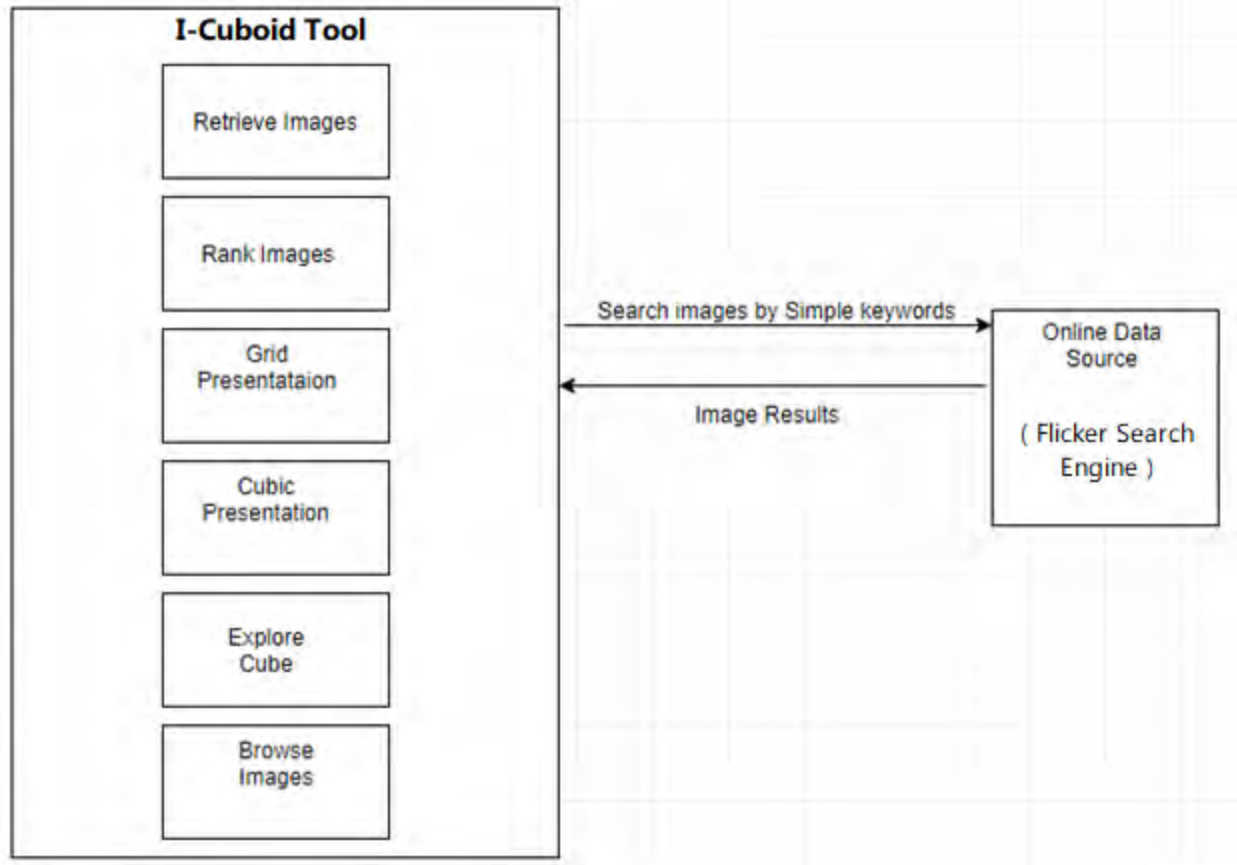 I-Cuboid Tool
Retrieve Images
Rank Images
Grid
Presentataion
Cubic
Presentation
Explore
Cube
Browse
Images
Search images by Simple keywords
Image Results
Online Data
Source
( Flicker Search
Engine )